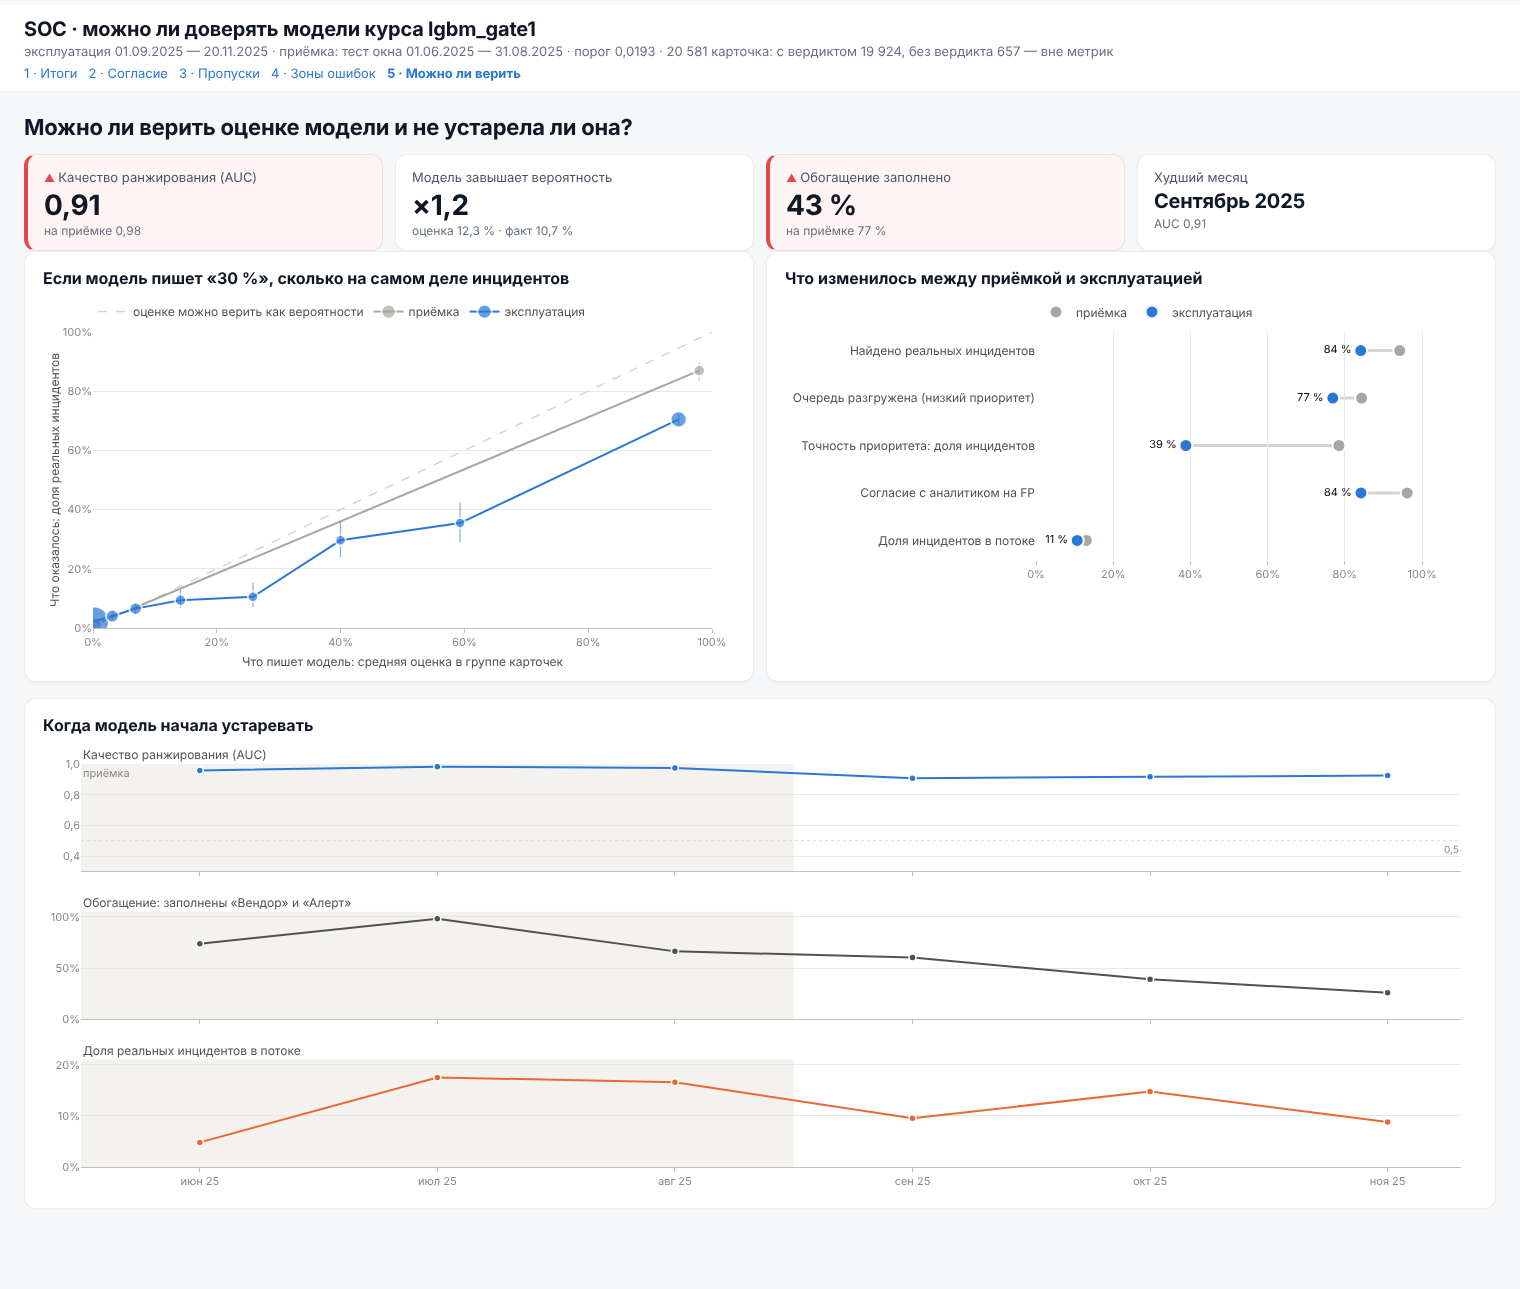 SOC · можно ли доверять модели курса lgbm_gate1
эксплуатация 01.09.2025 — 20.11.2025 · приёмка: тест окна 01.06.2025 — 31.08.2025 · порог 0,0193 · 20 581 карточка: с вердиктом 19 924, без вердикта 657 — вне метрик
1 · Итоги 2 · Согласие 3 · Пропуски 4 · Зоны ошибок 5 · Можно ли верить
Можно ли верить оценке модели и не устарела ли она?
▲ Качество ранжирования (AUC)
0,91
на приёмке 0,98
Модель завышает вероятность
×1,2
оценка 12,3 % · факт 10,7 %
▲ Обогащение заполнено
43 %
на приёмке 77 %
Худший месяц
Сентябрь 2025
AUC 0,91
Если модель пишет «30 %», сколько на самом деле инцидентов
оценке можно верить как вероятности приёмка эксплуатация
Что оказалось: доля реальных инцидентов
100%
80%
60%
40%
20%
0%
0% 20% 40% 60% 80% 100%
Что пишет модель: средняя оценка в группе карточек
Что изменилось между приёмкой и эксплуатацией
приёмка эксплуатация
Найдено реальных инцидентов 84 %
Очередь разгружена (низкий приоритет) 77 %
Точность приоритета: доля инцидентов 39 %
Согласие с аналитиком на FP 84 %
Доля инцидентов в потоке 11 %
0% 20% 40% 60% 80% 100%
Когда модель начала устаревать
Качество ранжирования (AUC)
приёмка
1,0
0,8
0,6
0,4
0,5
Обогащение: заполнены «Вендор» и «Алерт»
100%
50%
0%
Доля реальных инцидентов в потоке
20%
10%
0%
июн 25 июл 25 авг 25 сен 25 окт 25 ноя 25